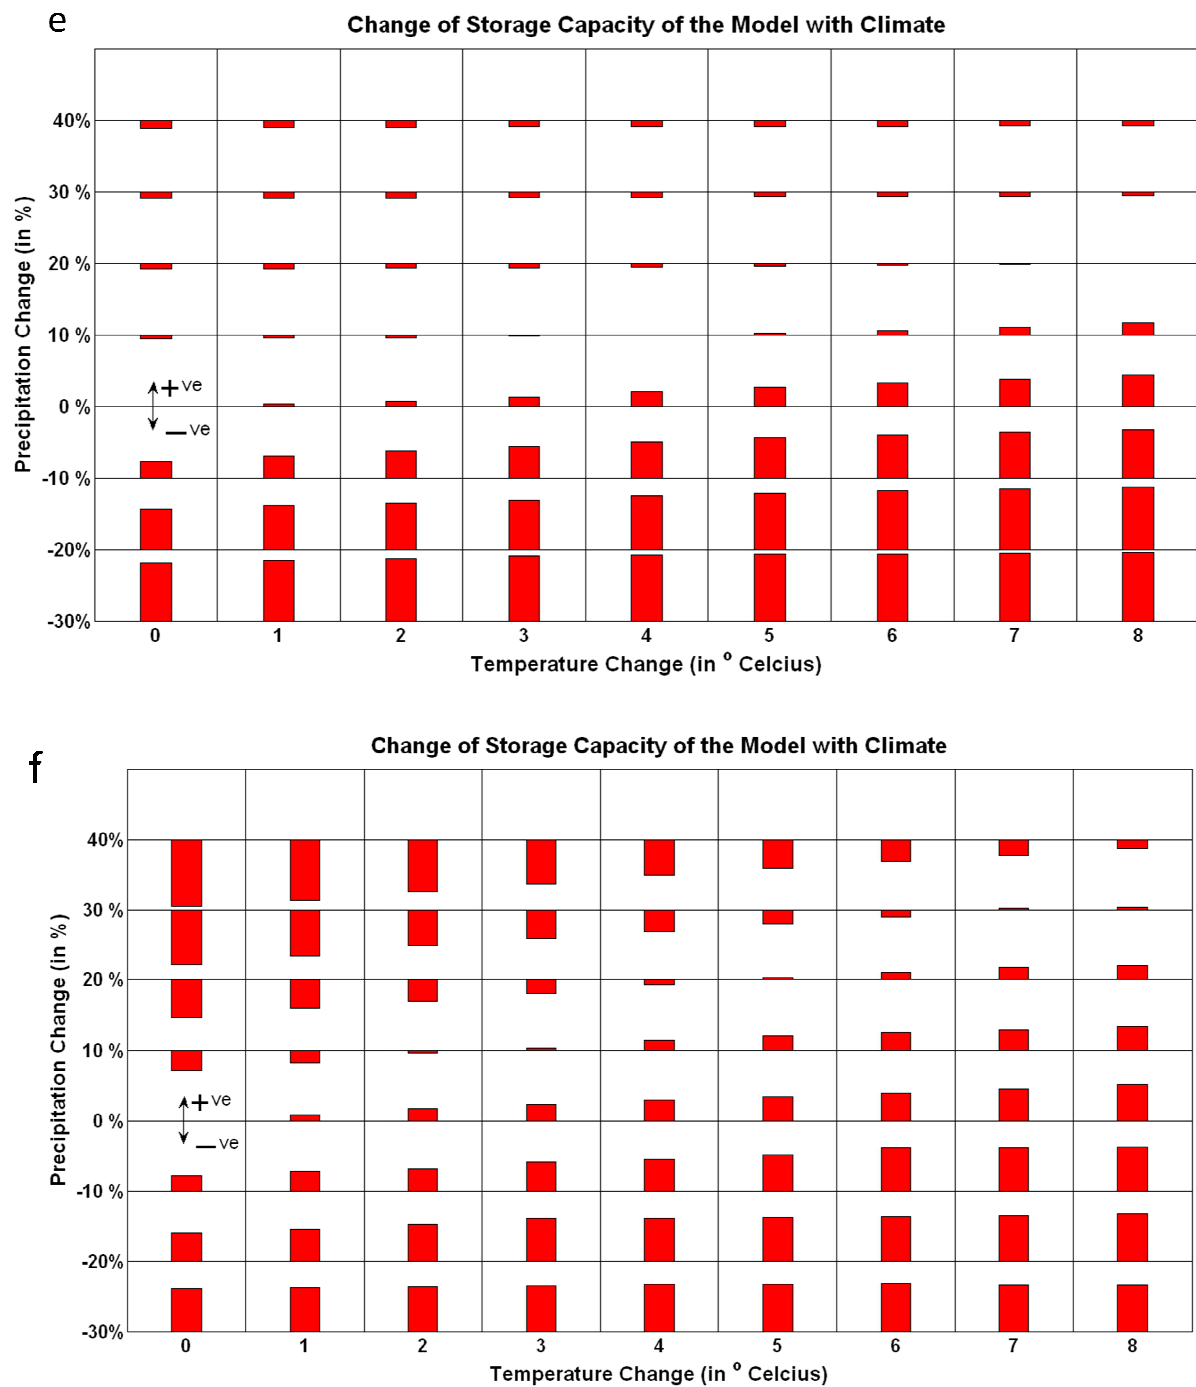 e
Change of Storage Capacity of the Model with Climate
Precipitation Change (in %)
40%
30 %
20 %
10 %
+ve
0 %
– ve
-10 %
-20%
-30%
0 1 2 3 4 5 6 7 8
Temperature Change (in ° Celcius)
f
Change of Storage Capacity of the Model with Climate
Precipitation Change (in %)
40%
30 %
20 %
10 %
+ve
0 %
– ve
-10 %
-20%
-30%
0 1 2 3 4 5 6 7 8
Temperature Change (in ° Celcius)